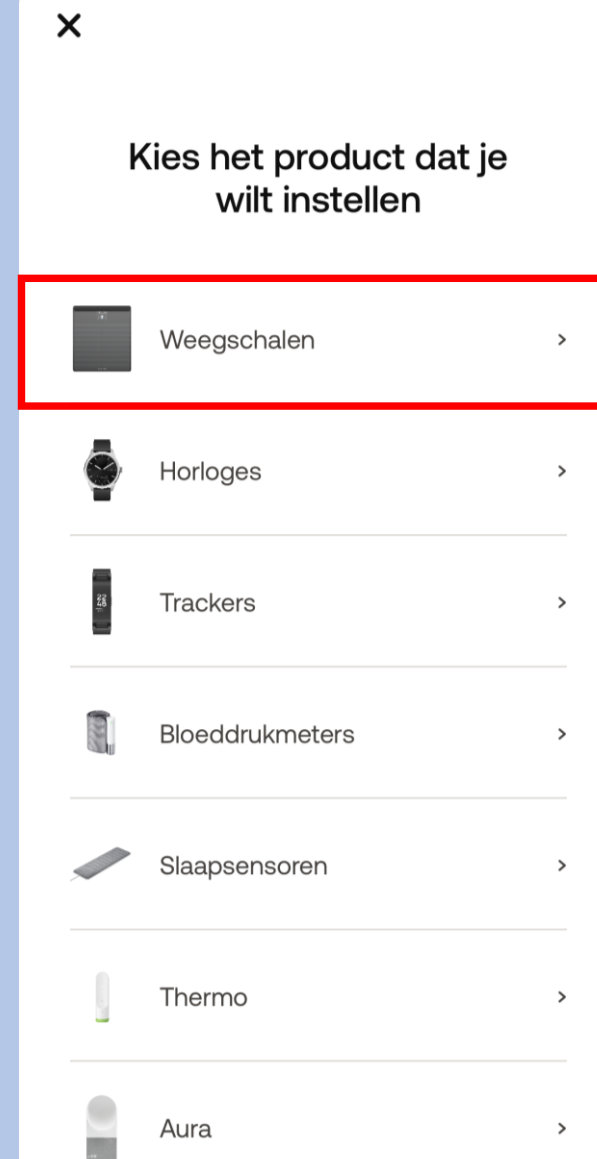 Kies het product dat je
wilt instellen
Weegschalen
Horloges
Trackers
Bloeddrukmeters
Slaapsensoren
Thermo
Aura